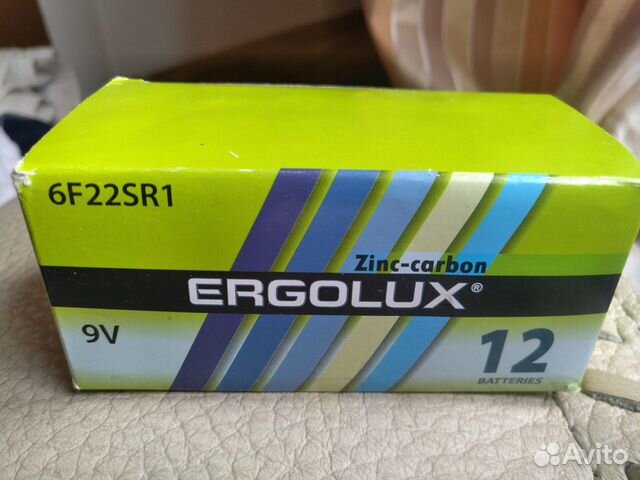 6F22SR1
Zinc-carbon
ERGOLUX®
9V
12
BATTERIES
Avito